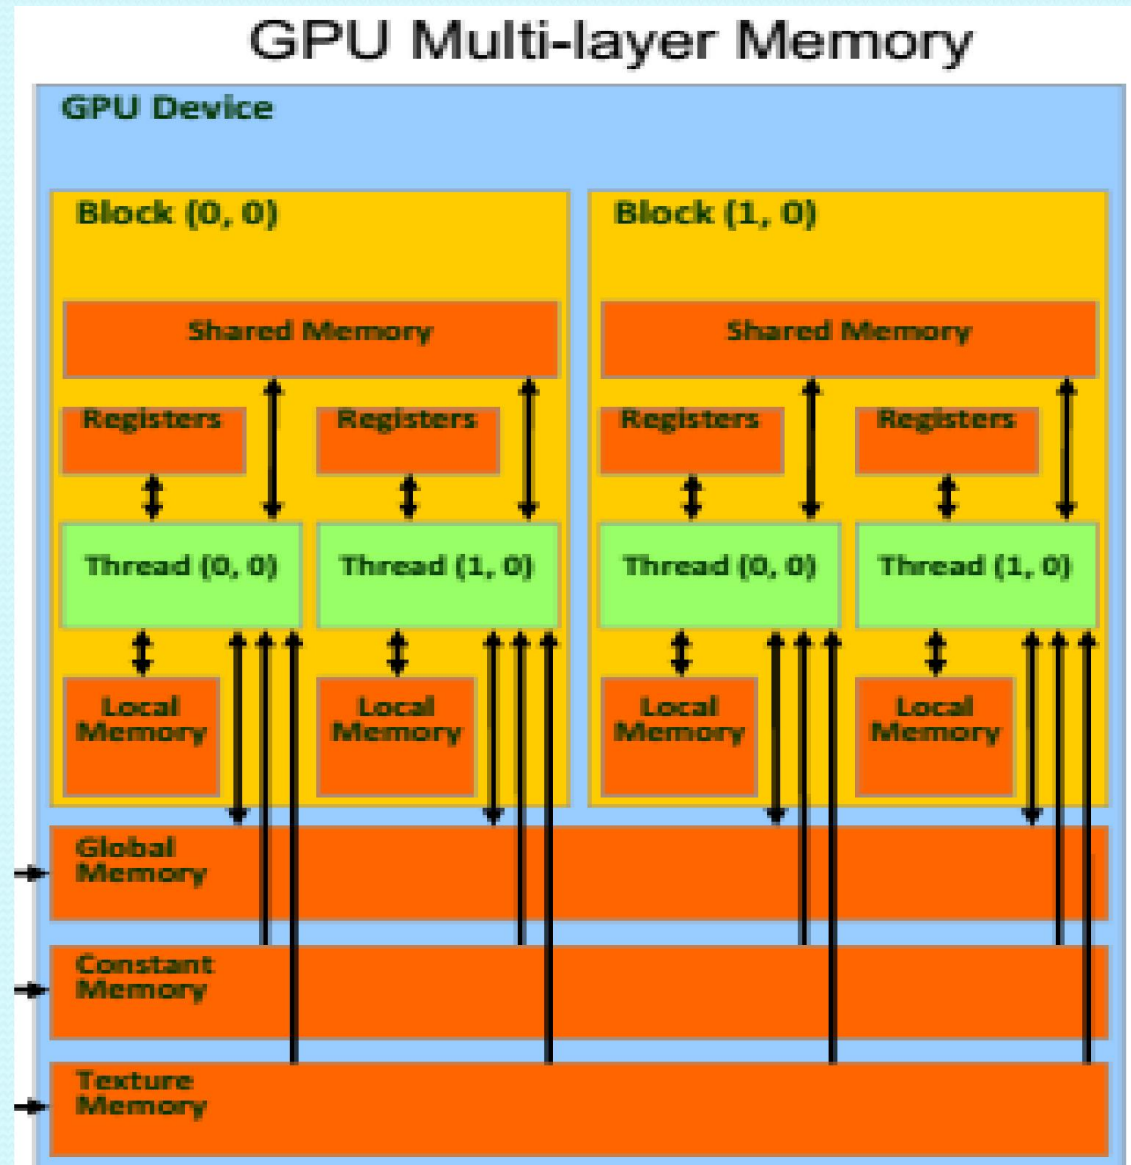 GPU Multi-layer Memory
GPU Device
Block (0, 0)
Block (1, 0)
Shared Memory
Shared Memory
Registers
Registers
Registers
Registers
Thread (0, 0)
Thread (1, 0)
Thread (0, 0)
Thread (1, 0)
Local
Memory
Local
Memory
Local
Memory
Local
Memory
Global
Memory
Constant
Memory
Texture
Memory